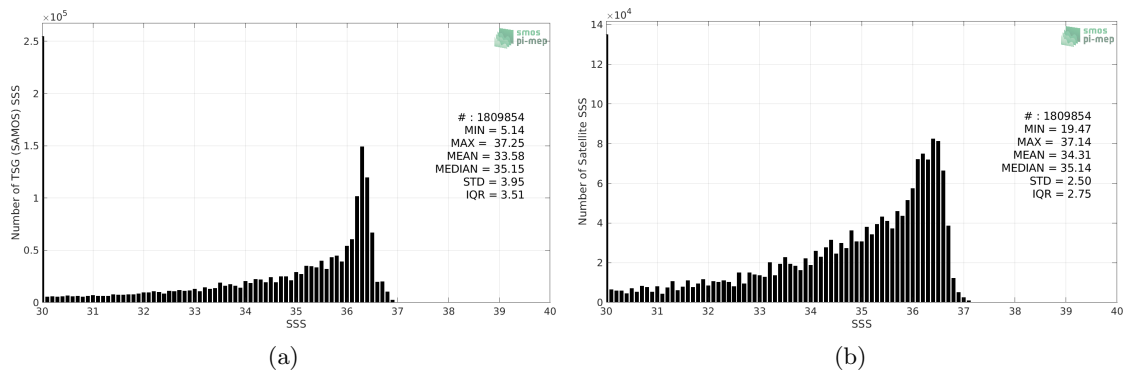 ×10⁵
2.5
2
1.5
1
0.5
0
30 31 32 33 34 35 36 37 38 39 40
SSS
Number of TSG (SAMOS) SSS
smos
pi-mep
# : 1809854
MIN = 5.14
MAX = 37.25
MEAN = 33.58
MEDIAN = 35.15
STD = 3.95
IQR = 3.51
(a)
×10⁴
14
12
10
8
6
4
2
0
30 31 32 33 34 35 36 37 38 39 40
SSS
Number of Satellite SSS
smos
pi-mep
# : 1809854
MIN = 19.47
MAX = 37.14
MEAN = 34.31
MEDIAN = 35.14
STD = 2.50
IQR = 2.75
(b)